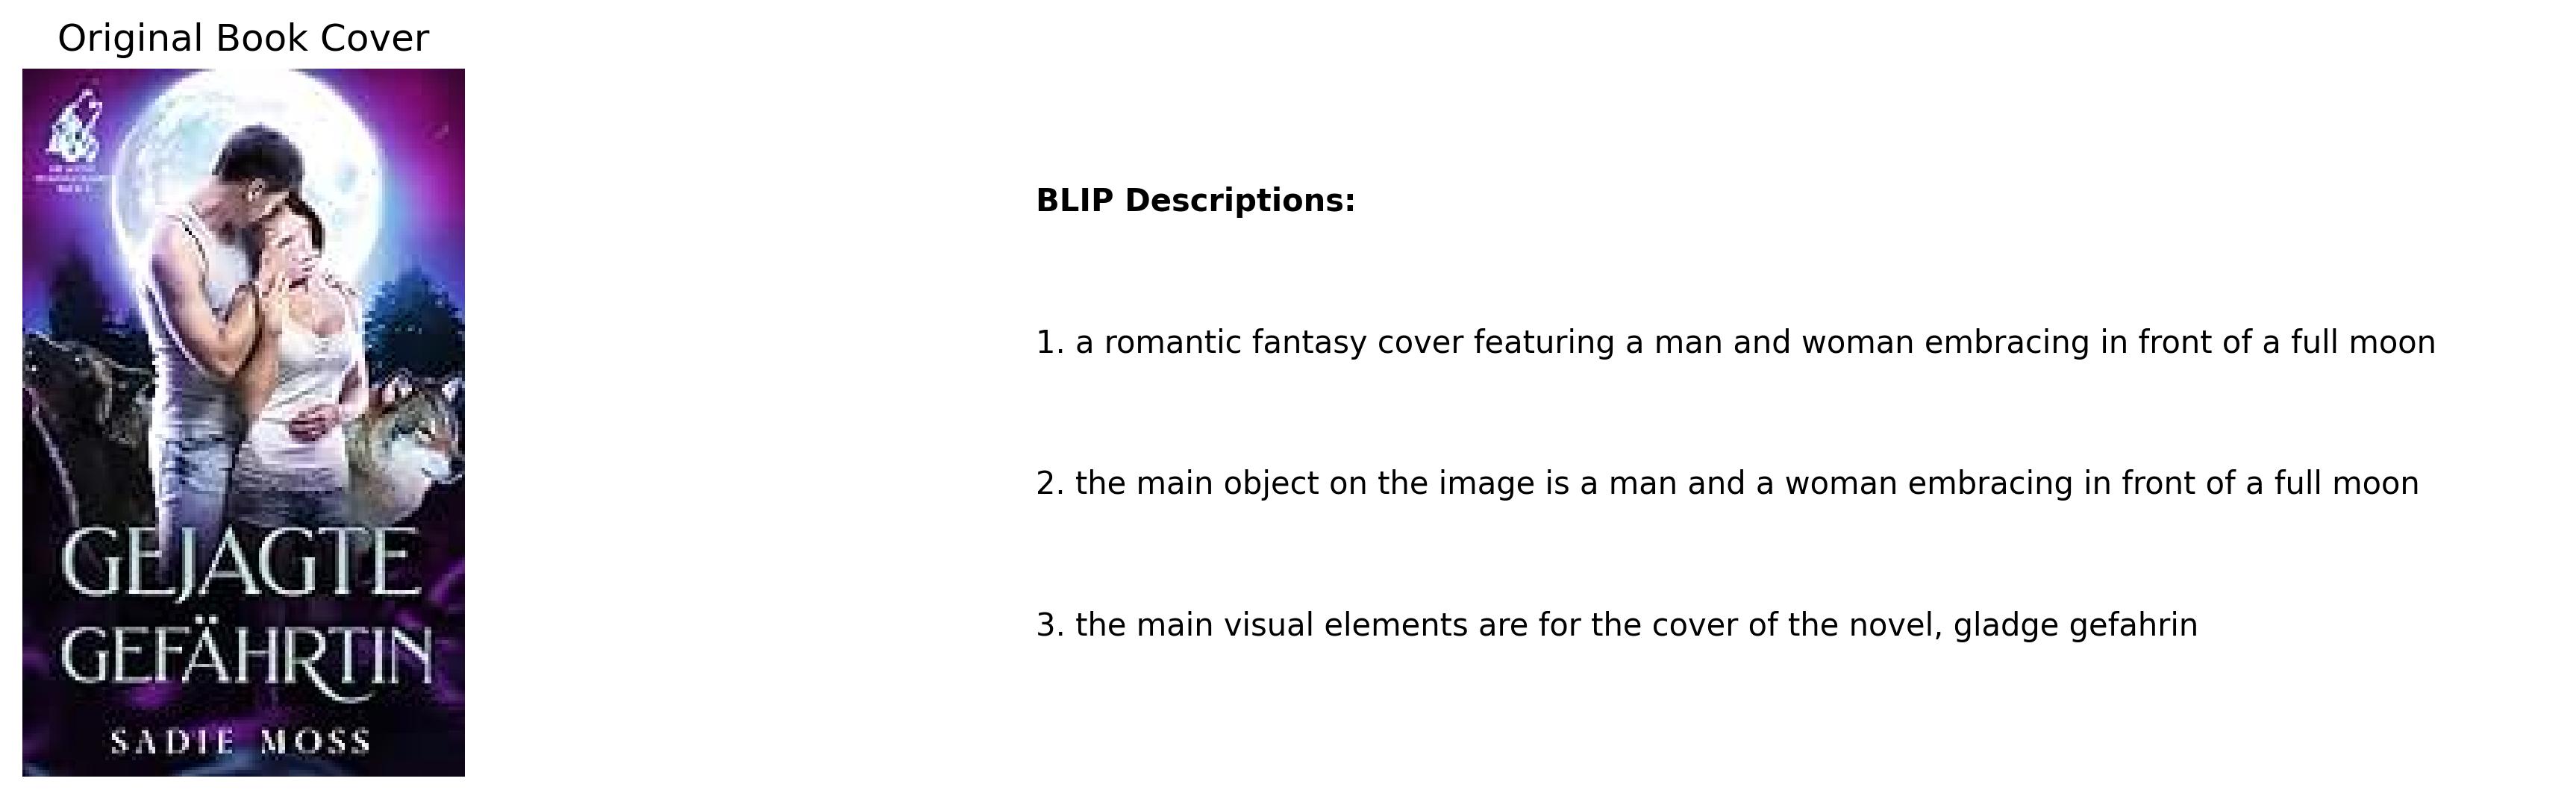 Original Book Cover
GEJAGTE
GEFÄHRTIN
SADIE MOSS
BLIP Descriptions:
1. a romantic fantasy cover featuring a man and woman embracing in front of a full moon
2. the main object on the image is a man and a woman embracing in front of a full moon
3. the main visual elements are for the cover of the novel, gladge gefahrin